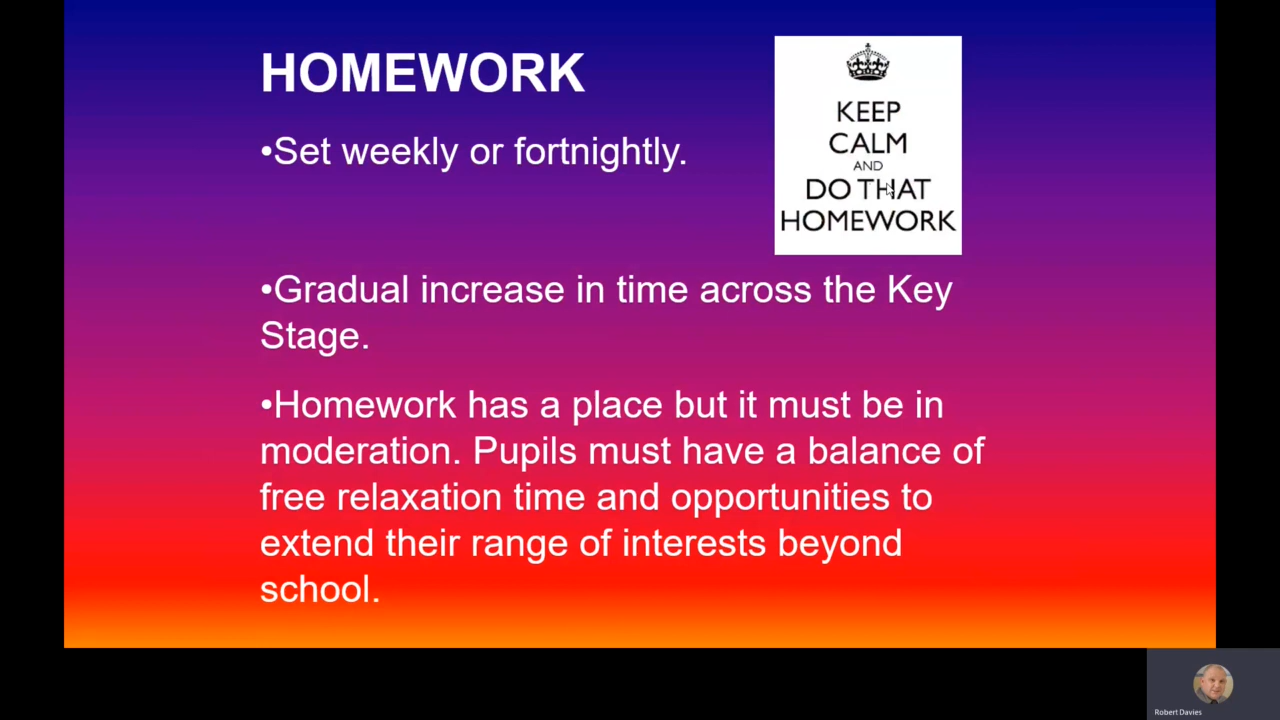 HOMEWORK
•Set weekly or fortnightly.
KEEP
CALM
AND
DO THAT
HOMEWORK
•Gradual increase in time across the Key
Stage.
•Homework has a place but it must be in
moderation. Pupils must have a balance of
free relaxation time and opportunities to
extend their range of interests beyond
school.
Robert Davies